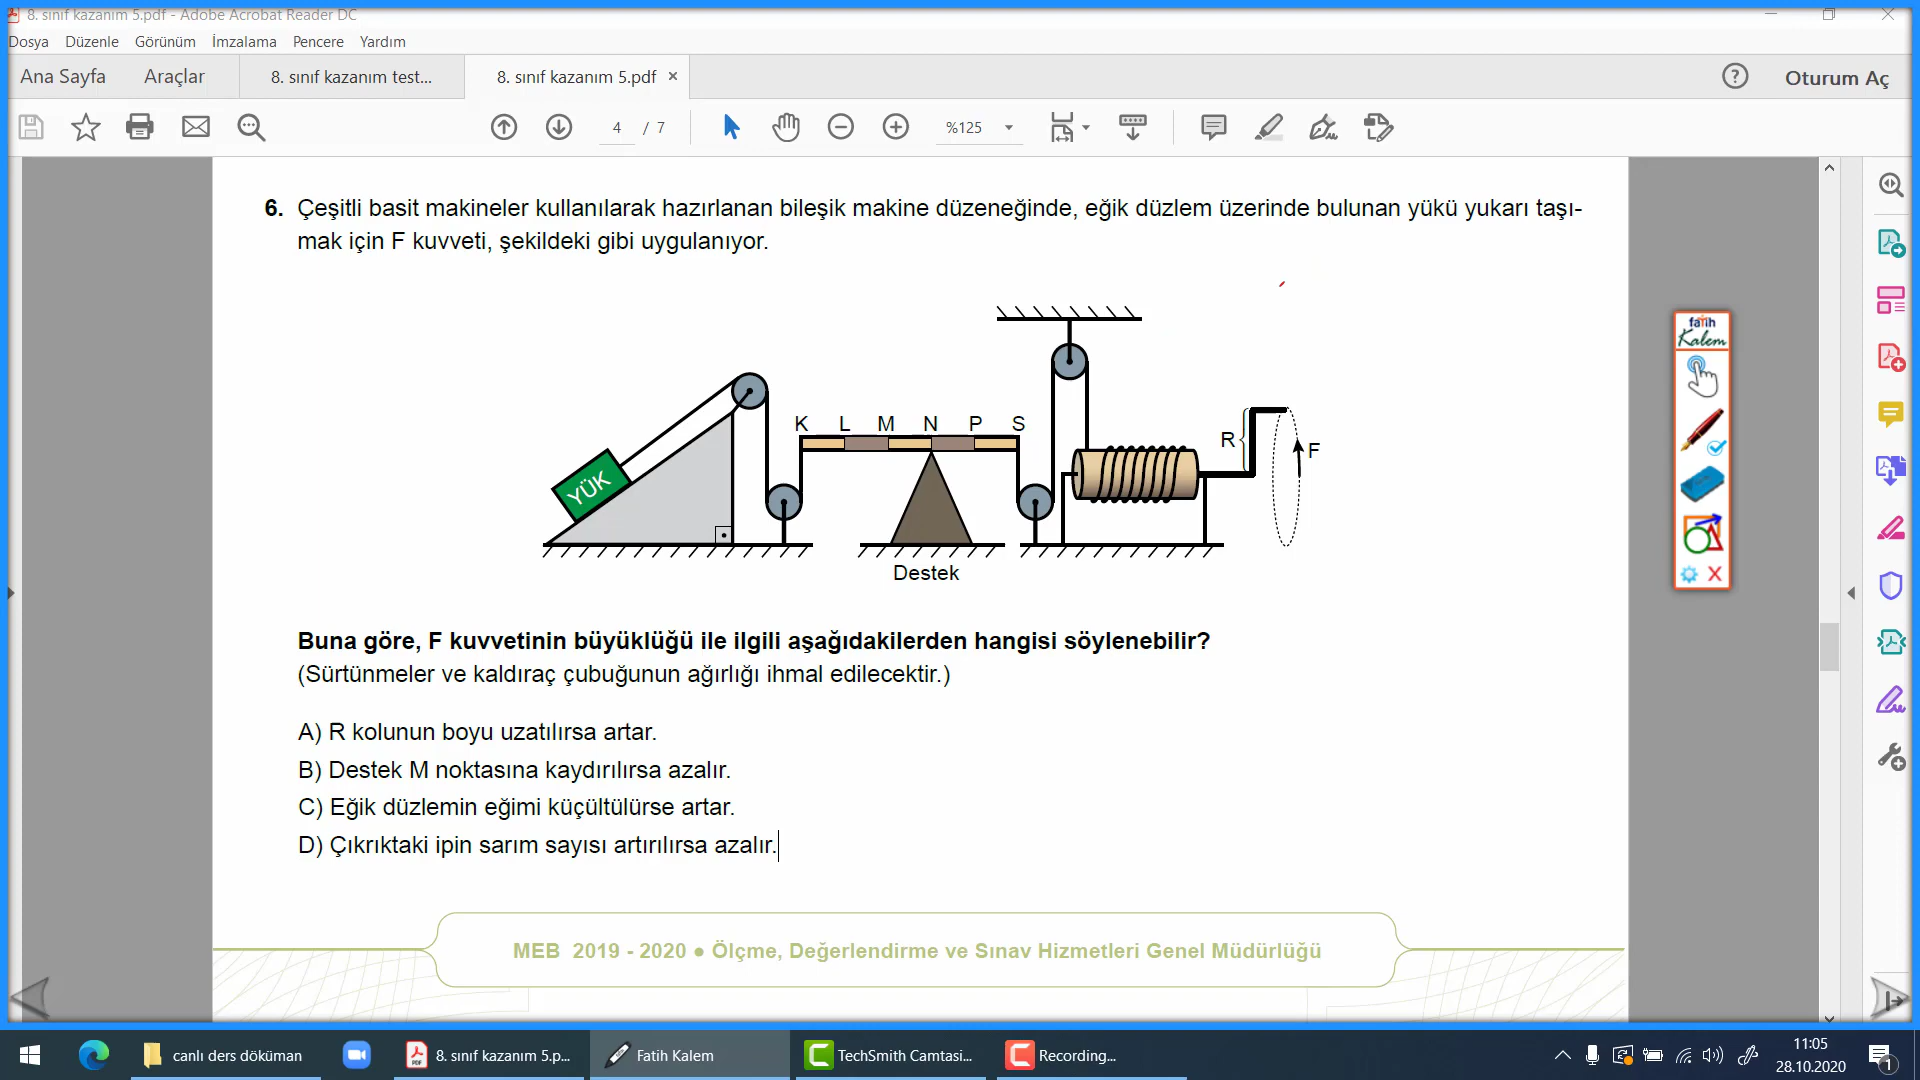 8. sınıf kazanım 5.pdf - Adobe Acrobat Reader DC
Dosya Düzenle Görünüm İmzalama Pencere Yardım
Ana Sayfa Araçlar 8. sınıf kazanım test... 8. sınıf kazanım 5.pdf × Oturum Aç
4 / 7 %125
6. Çeşitli basit makineler kullanılarak hazırlanan bileşik makine düzeneğinde, eğik düzlem üzerinde bulunan yükü yukarı taşı-
mak için F kuvveti, şekildeki gibi uygulanıyor.
fatih
Kalem
K L M N P S
R
F
YÜK
Destek
Buna göre, F kuvvetinin büyüklüğü ile ilgili aşağıdakilerden hangisi söylenebilir?
(Sürtünmeler ve kaldıraç çubuğunun ağırlığı ihmal edilecektir.)
A) R kolunun boyu uzatılırsa artar.
B) Destek M noktasına kaydırılırsa azalır.
C) Eğik düzlemin eğimi küçültülürse artar.
D) Çıkrıktaki ipin sarım sayısı artırılırsa azalır.
MEB 2019 - 2020 ● Ölçme, Değerlendirme ve Sınav Hizmetleri Genel Müdürlüğü
canlı ders döküman 8. sınıf kazanım 5.p... Fatih Kalem TechSmith Camtasi... Recording...
11:05
28.10.2020
1